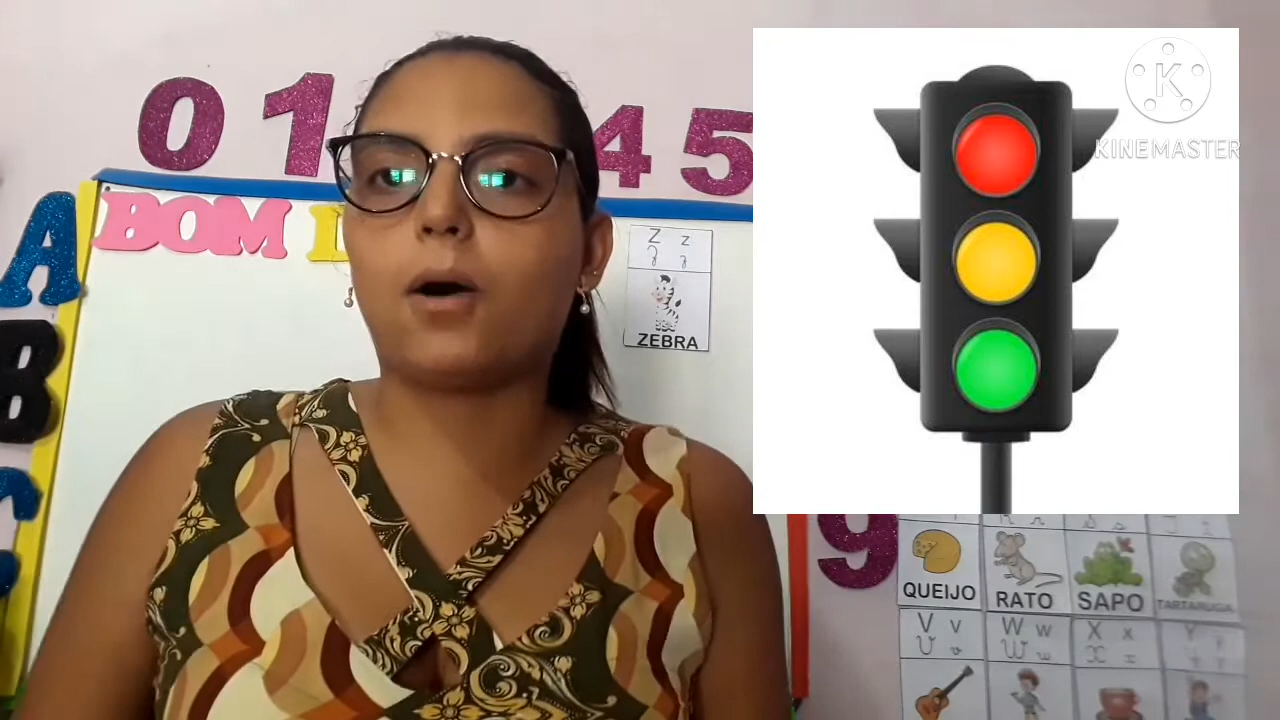 0 1 4 5
BOM
A
B
Z z
ZEBRA
K
KINEMASTER
9
QUEIJO RATO SAPO TARTARUGA
V v W w X x Y y